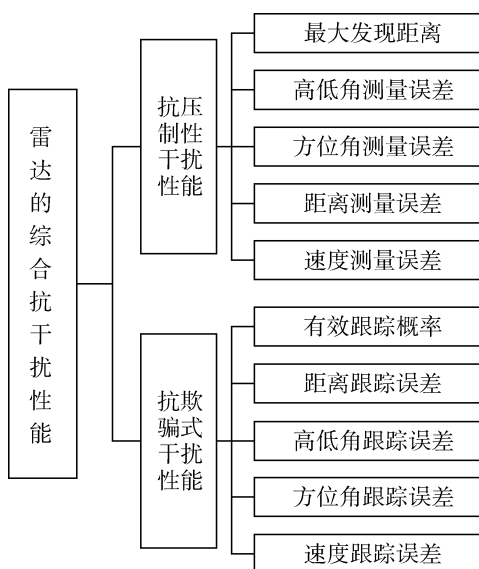 雷达的综合抗干扰性能
抗压
制性
干扰
性能
最大发现距离
高低角测量误差
方位角测量误差
距离测量误差
速度测量误差
抗欺
骗式
干扰
性能
有效跟踪概率
距离跟踪误差
高低角跟踪误差
方位角跟踪误差
速度跟踪误差